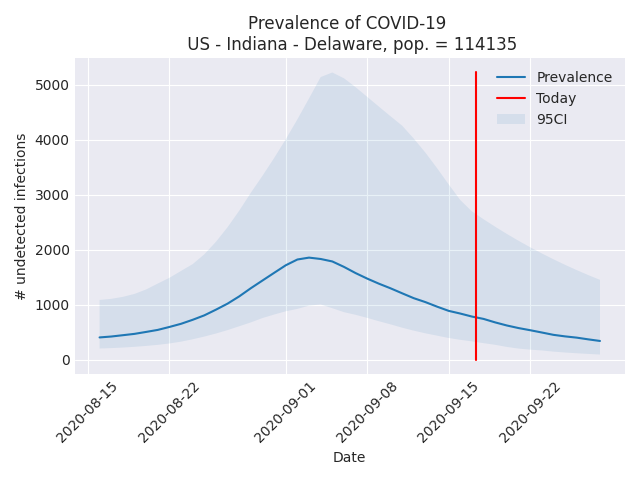 Prevalence of COVID-19
US - Indiana - Delaware, pop. = 114135
Prevalence
Today
95CI
# undetected infections
5000
4000
3000
2000
1000
0
2020-08-15
2020-08-22
2020-09-01
2020-09-08
2020-09-15
2020-09-22
Date